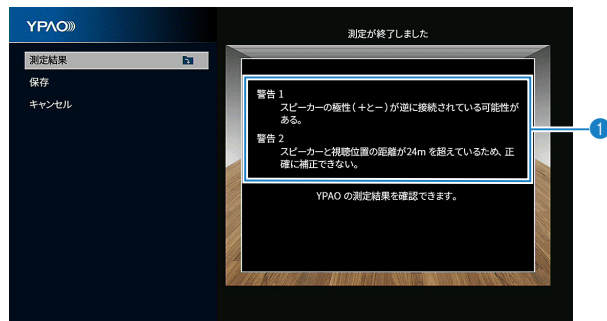 YPAO
測定が終了しました
測定結果
保存
キャンセル
警告 1
スピーカーの極性(+とー)が逆に接続されている可能性が
ある。
警告 2
スピーカーと視聴位置の距離が24m を超えているため、正
確に補正できない。
1
YPAO の測定結果を確認できます。